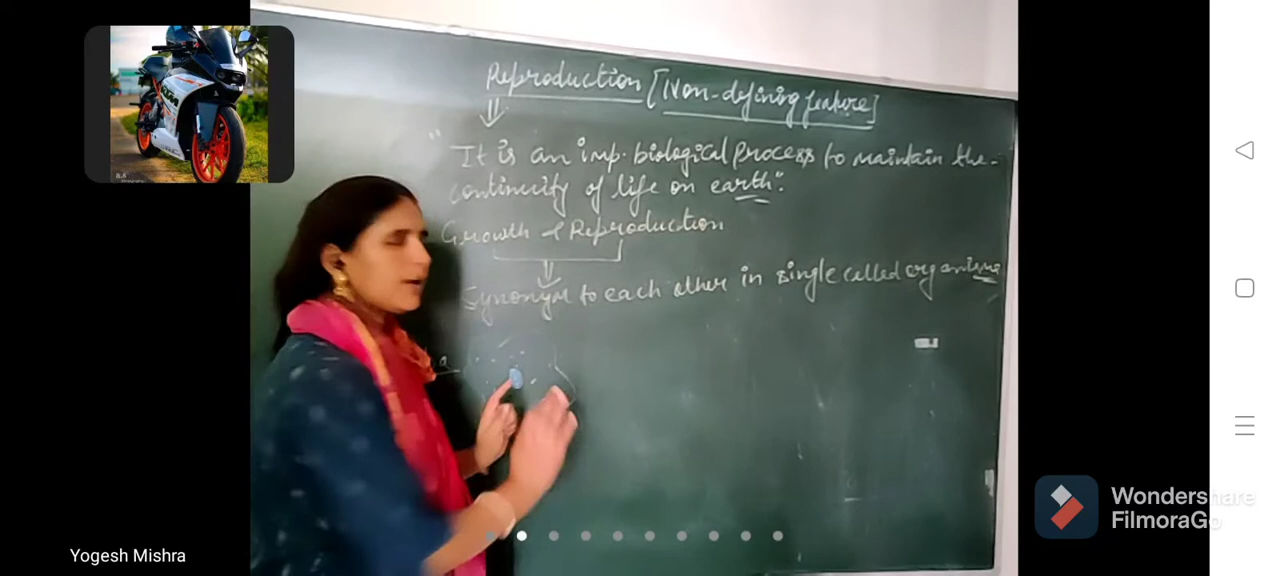 Reproduction [Non-defining feature]
"It is an imp. biological process to maintain the
continuity of life on earth".
Growth & Reproduction
Synonym to each other in single called organisms
a
Yogesh Mishra
Wondershare
FilmoraGo